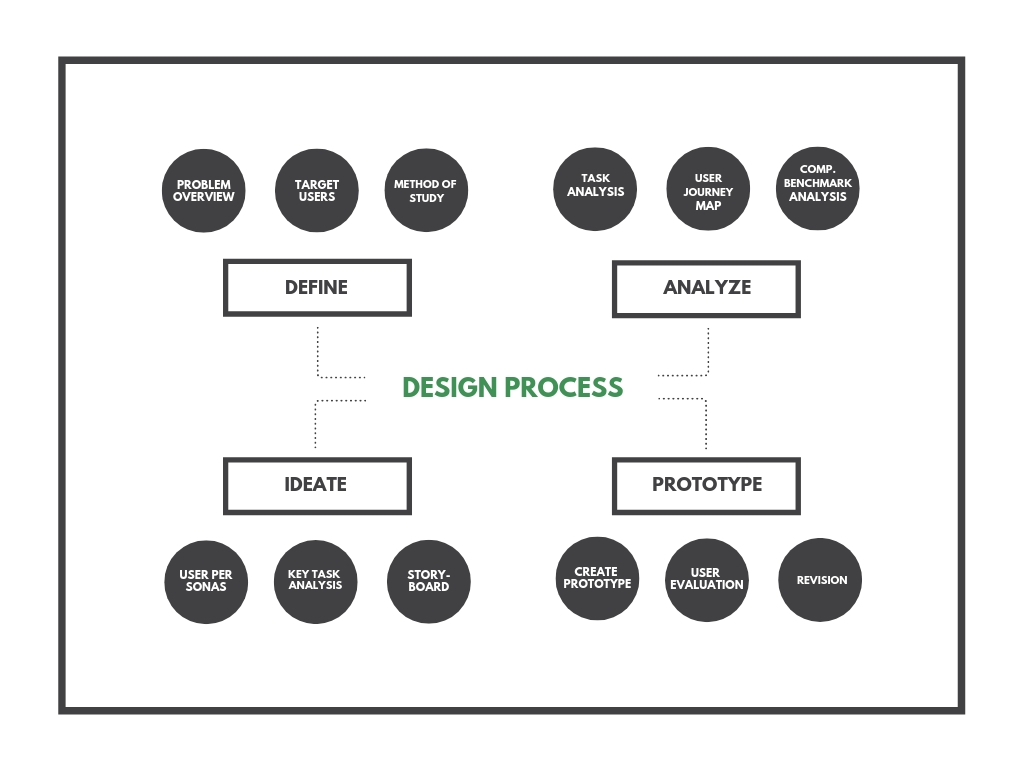 PROBLEM
OVERVIEW
TARGET
USERS
METHOD OF
STUDY
TASK
ANALYSIS
USER
JOURNEY
MAP
COMP.
BENCHMARK
ANALYSIS
DEFINE
ANALYZE
DESIGN PROCESS
IDEATE
PROTOTYPE
USER PER
SONAS
KEY TASK
ANALYSIS
STORY-
BOARD
CREATE
PROTOTYPE
USER
EVALUATION
REVISION